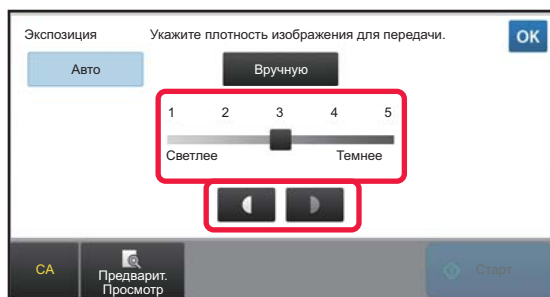 Экспозиция
Укажите плотность изображения для передачи.
OK
Авто
Вручную
1 2 3 4 5
Светлее
Темнее
CA
Предварит.
Просмотр
Старт